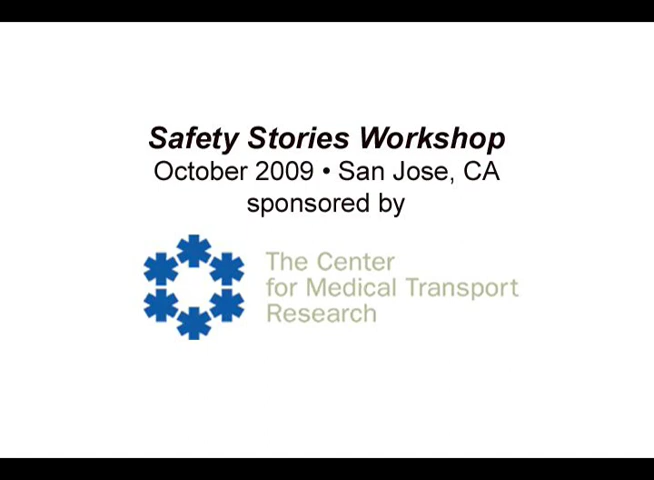 Safety Stories Workshop
October 2009 • San Jose, CA
sponsored by
The Center
for Medical Transport
Research